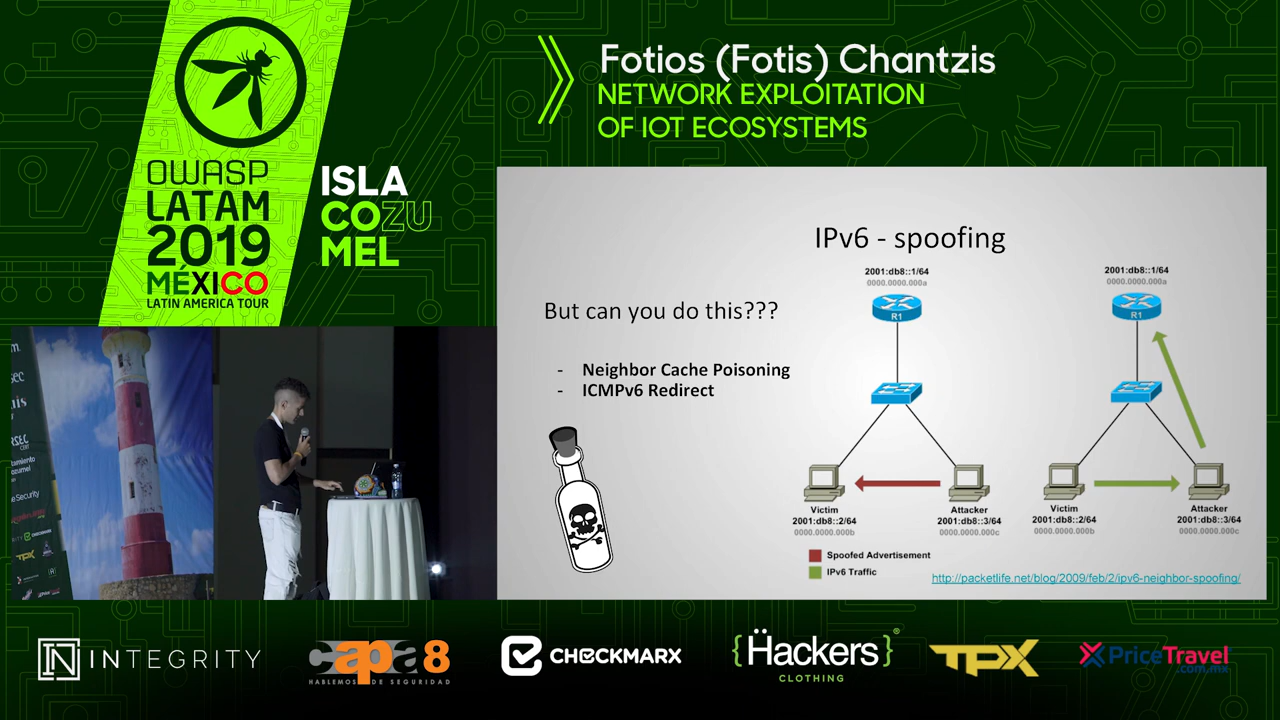 Fotios (Fotis) Chantzis
NETWORK EXPLOITATION
OF IOT ECOSYSTEMS
OWASP
LATAM
2019
MÉXICO
LATIN AMERICA TOUR
ISLA
COZU
MEL
IPv6 - spoofing
But can you do this???
- Neighbor Cache Poisoning
- ICMPv6 Redirect
2001:db8::1/64
0000.0000.000a
R1
Victim
2001:db8::2/64
0000.0000.000b
Attacker
2001:db8::3/64
0000.0000.000c
2001:db8::1/64
0000.0000.000a
R1
Victim
2001:db8::2/64
0000.0000.000b
Attacker
2001:db8::3/64
0000.0000.000c
Spoofed Advertisement
IPv6 Traffic
http://packetlife.net/blog/2009/feb/2/ipv6-neighbor-spoofing/
Security
CHECKMARX
TPX
INTEGRITY
capa8
HABLEMOS DE SEGURIDAD
CHECKMARX
{Hackers}®
CLOTHING
TPX
PriceTravel
.com.mx